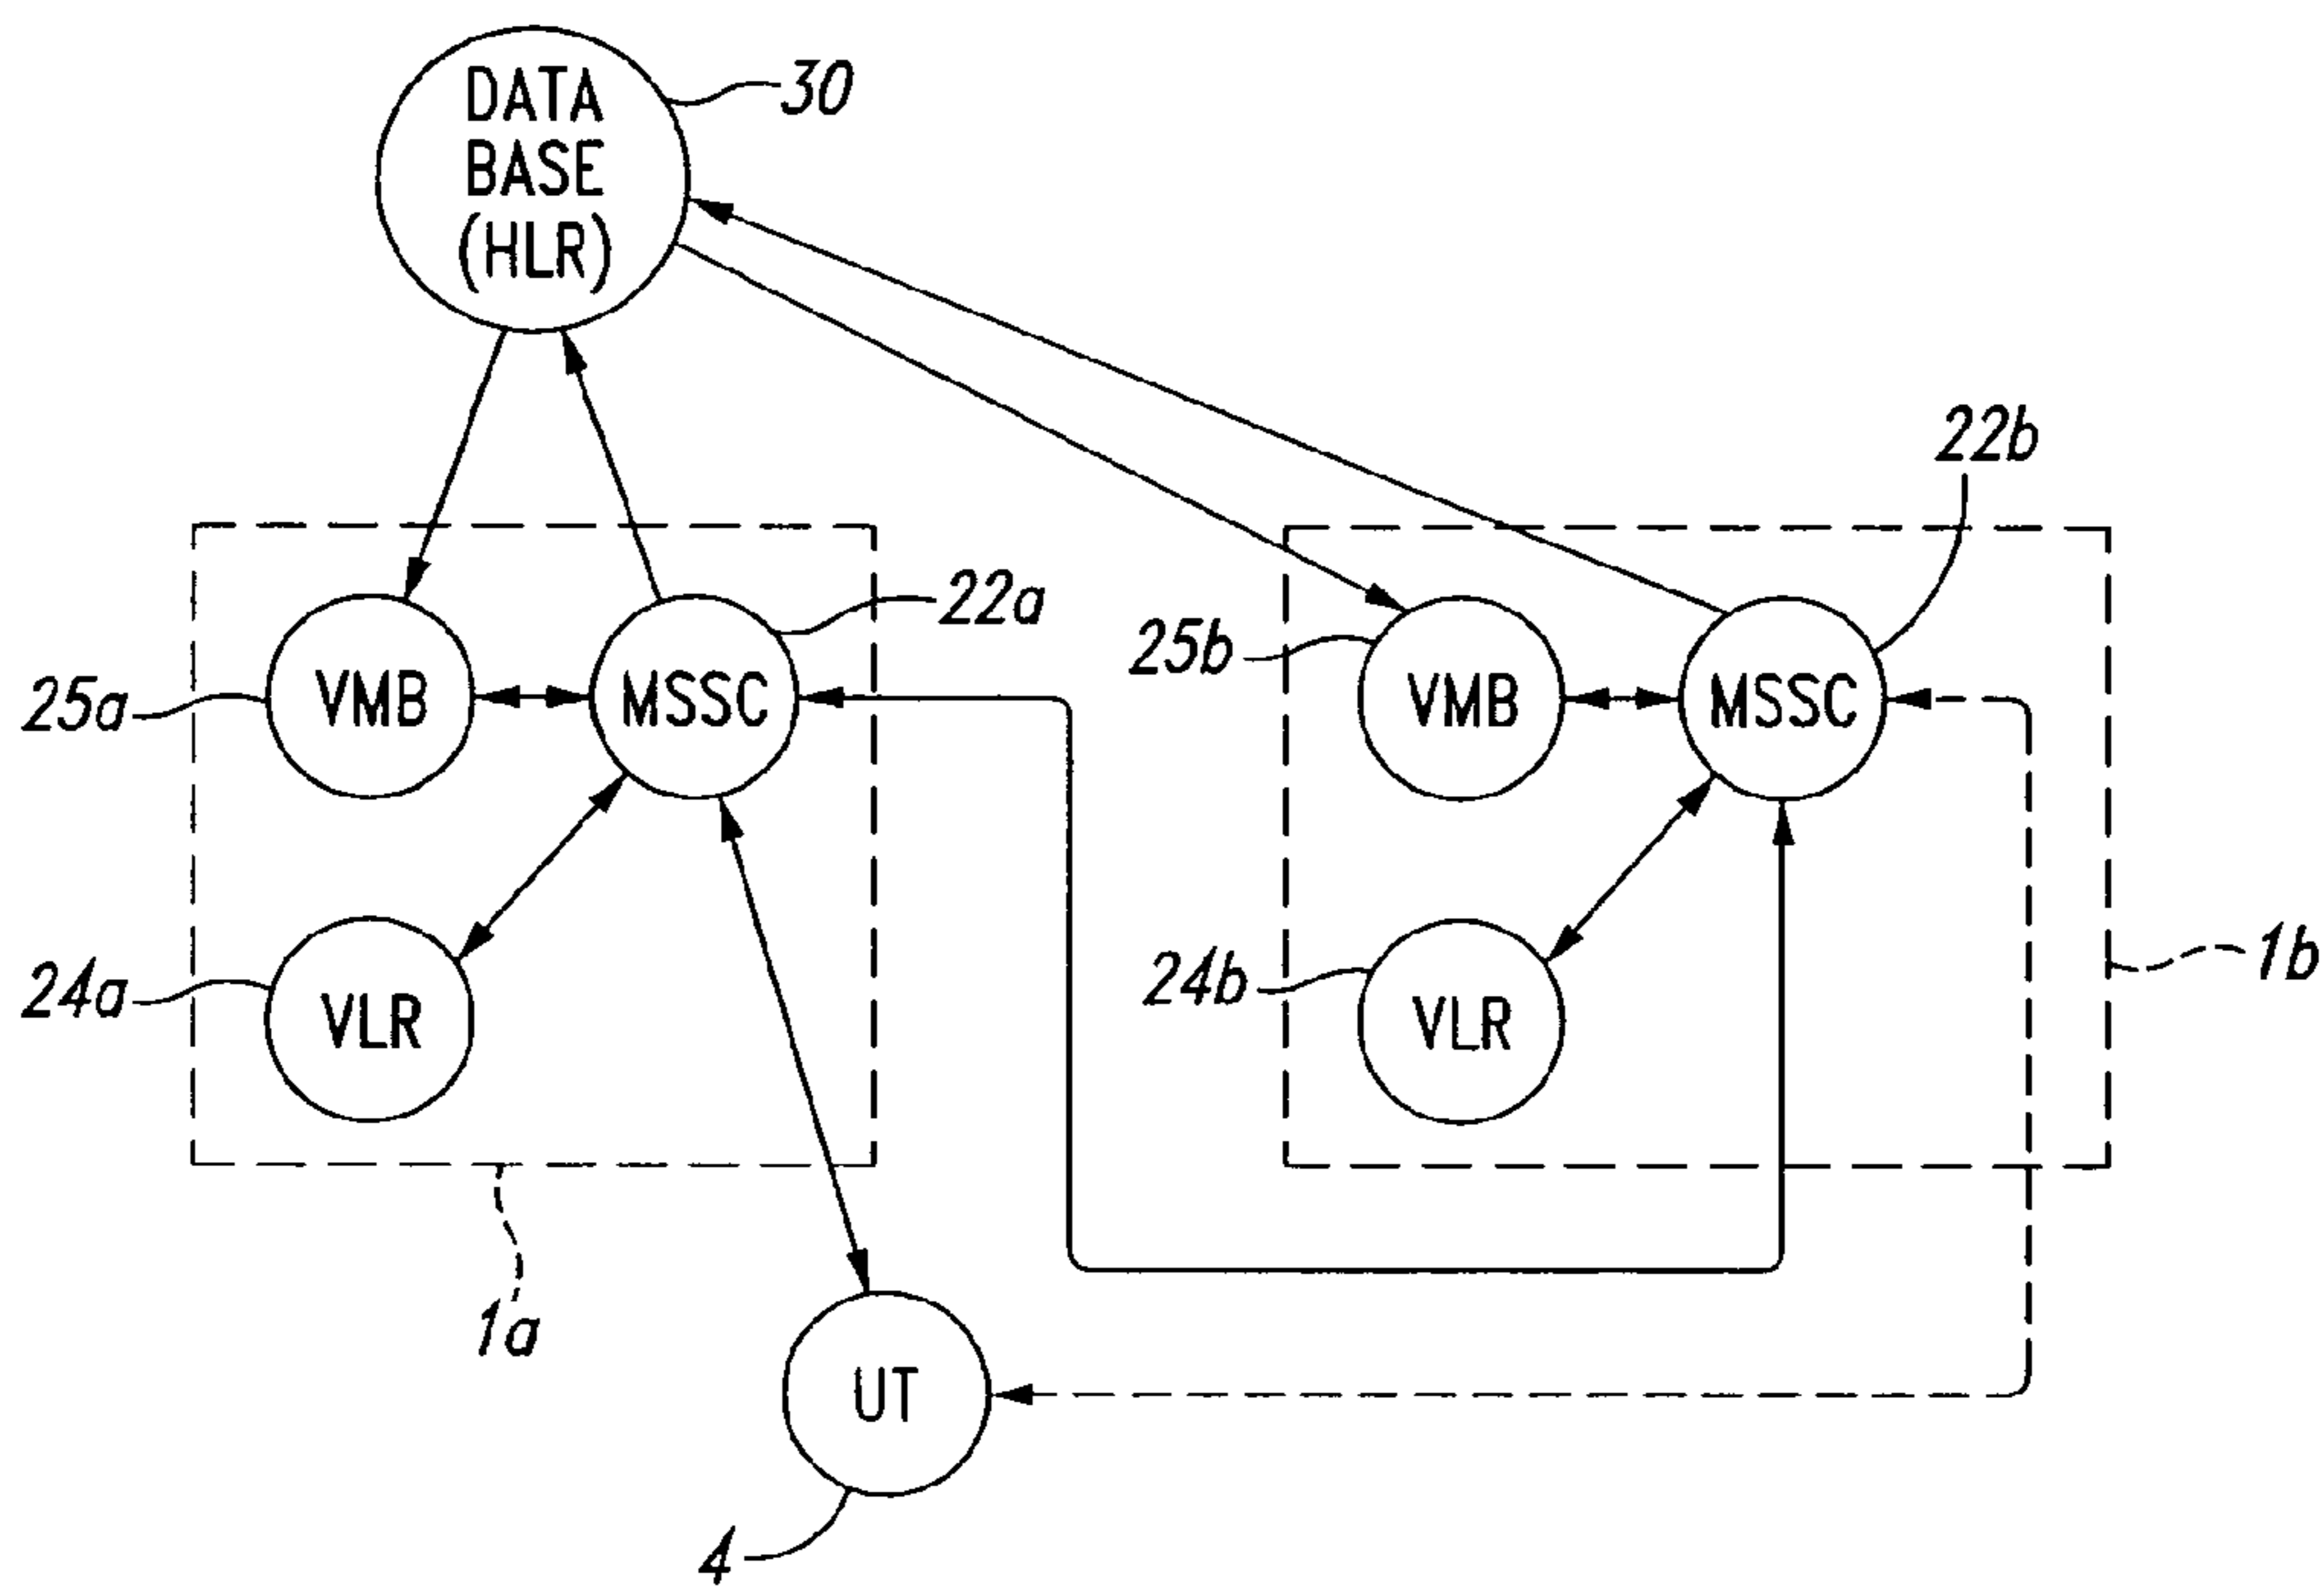 DATA
BASE
(HLR)
30
22b
22a
25b
25a
VMB
MSSC
VMB
MSSC
24a
VLR
24b
VLR
1b
1a
UT
4